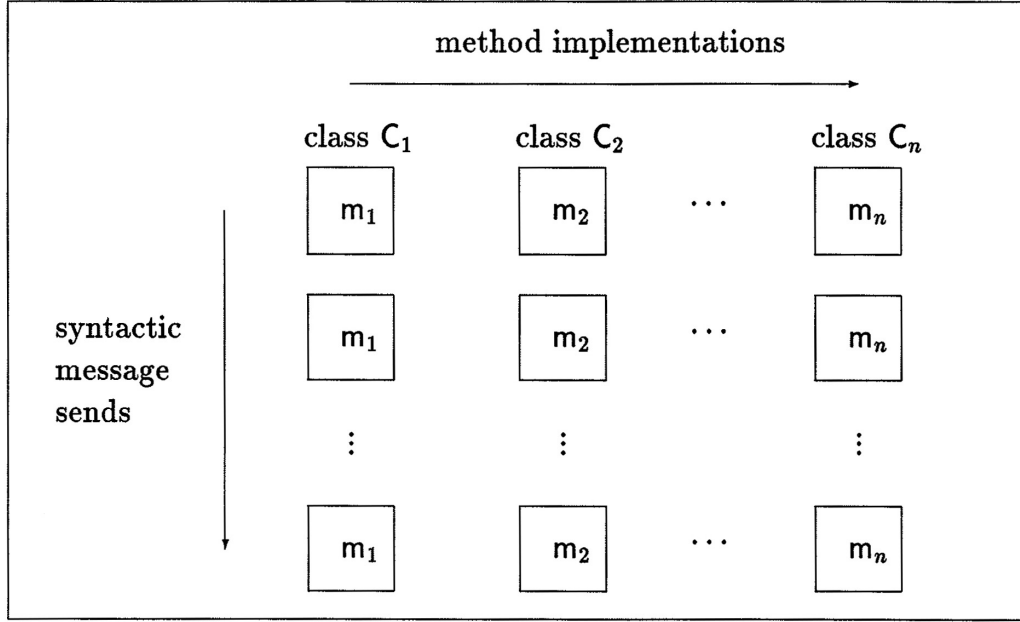 method implementations
class C₁ class C₂ class Cₙ
m₁ m₂ ··· mₙ
syntactic
message
sends
m₁ m₂ ··· mₙ
⋮ ⋮ ⋮
m₁ m₂ ··· mₙ